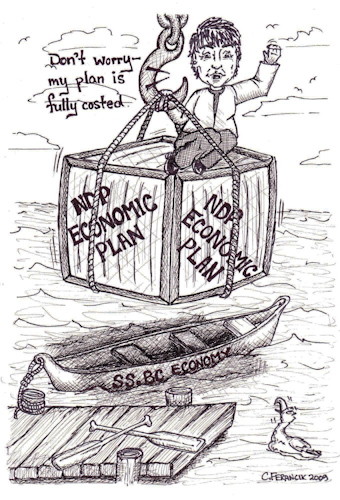 Don't worry—
my plan is
fully costed.
NDP
ECONOMIC
PLAN
NDP
ECONOMIC
PLAN
SS. BC ECONOMY
C. FERANCIK 2009